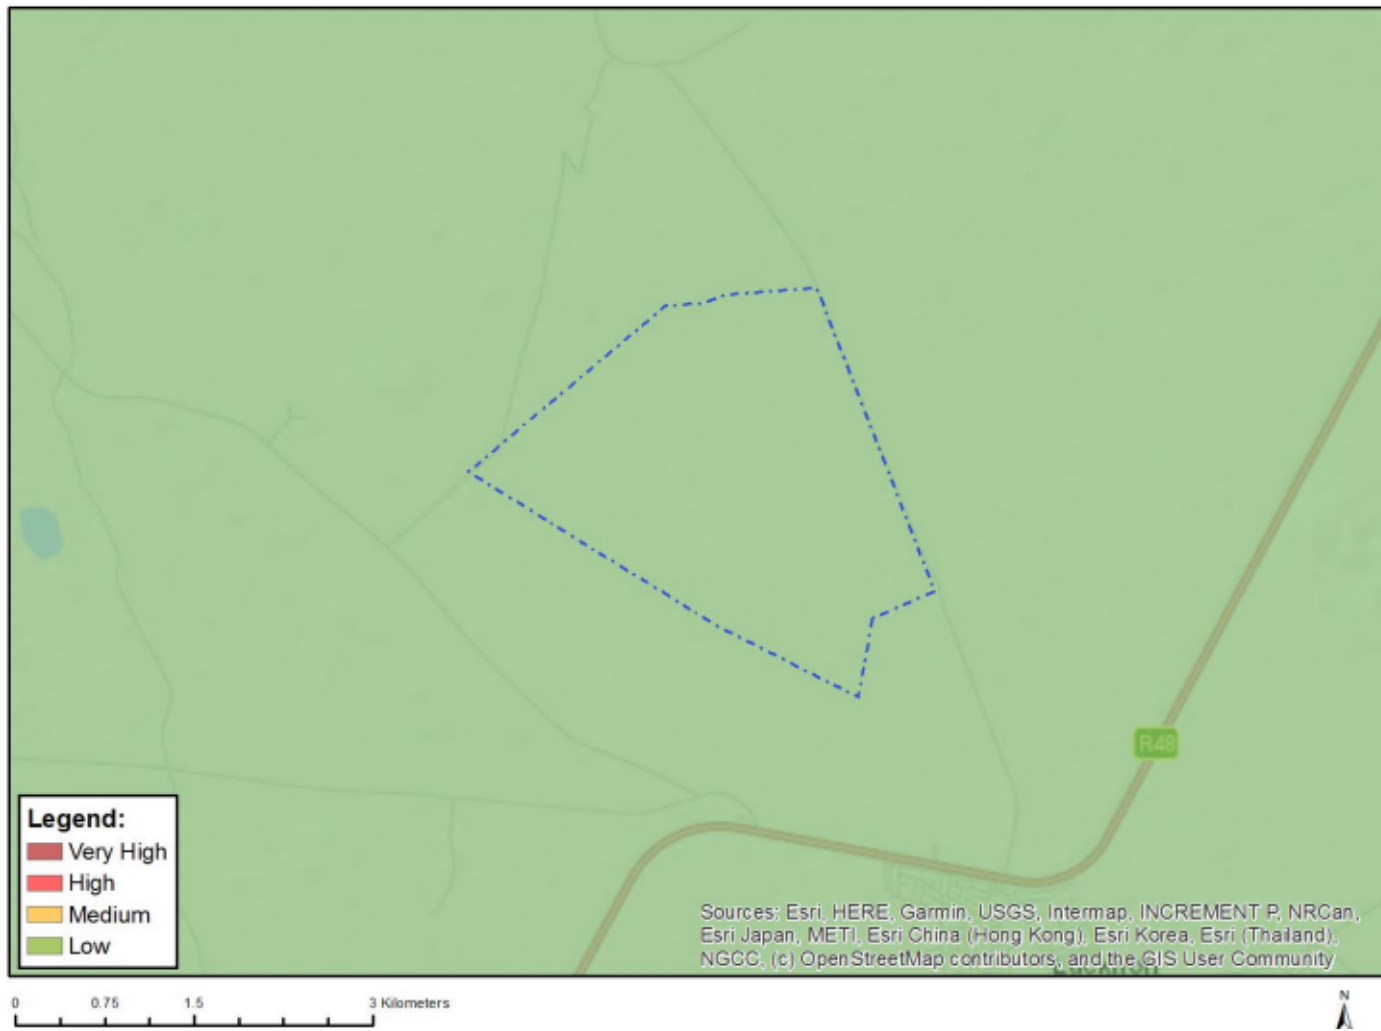 R48
Legend:
Very High
High
Medium
Low
Sources: Esri, HERE, Garmin, USGS, Intermap, INCREMENT P, NRCan,
Esri Japan, METI, Esri China (Hong Kong), Esri Korea, Esri (Thailand),
NGCC, (c) OpenStreetMap contributors, and the GIS User Community
0 0.75 1.5 3 Kilometers
N